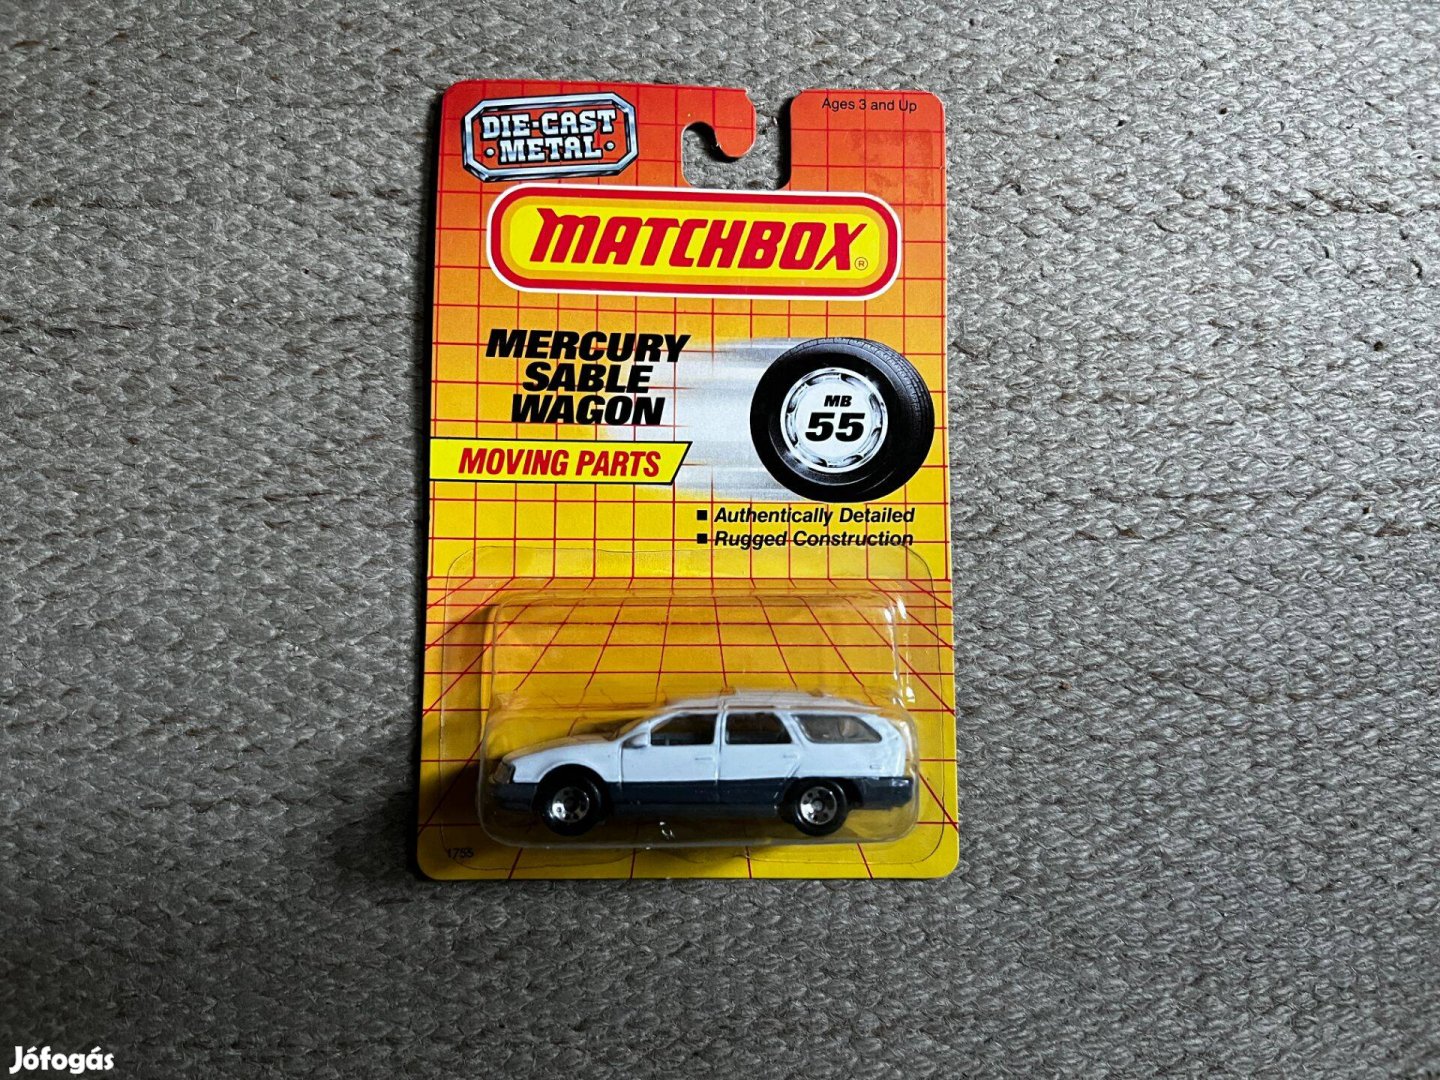 DIE-CAST
METAL
Ages 3 and Up
MATCHBOX®
MERCURY
SABLE
WAGON
MB
55
MOVING PARTS
■ Authentically Detailed
■ Rugged Construction
1755
Jófogás